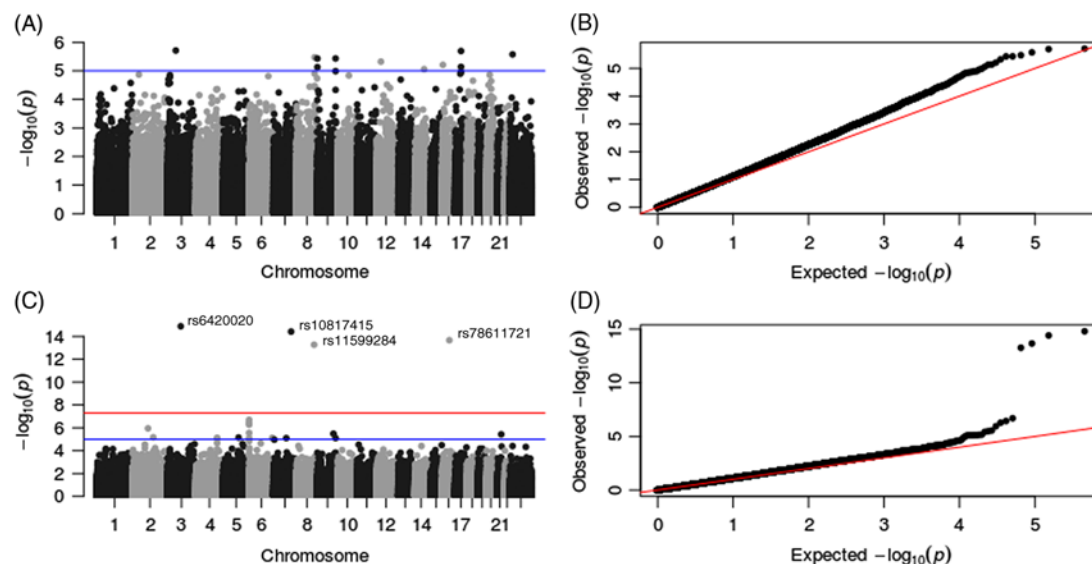 (A)
6
5
4
3
2
1
0
−log₁₀(p)
1 2 3 4 5 6 8 10 12 14 17 21
Chromosome
(B)
5
4
3
2
1
0
Observed −log₁₀(p)
0 1 2 3 4 5
Expected −log₁₀(p)
(C)
rs6420020
rs10817415
rs11599284
rs78611721
14
12
10
8
6
4
2
0
−log₁₀(p)
1 2 3 4 5 6 8 10 12 14 17 21
Chromosome
(D)
15
10
5
0
Observed −log₁₀(p)
0 1 2 3 4 5
Expected −log₁₀(p)